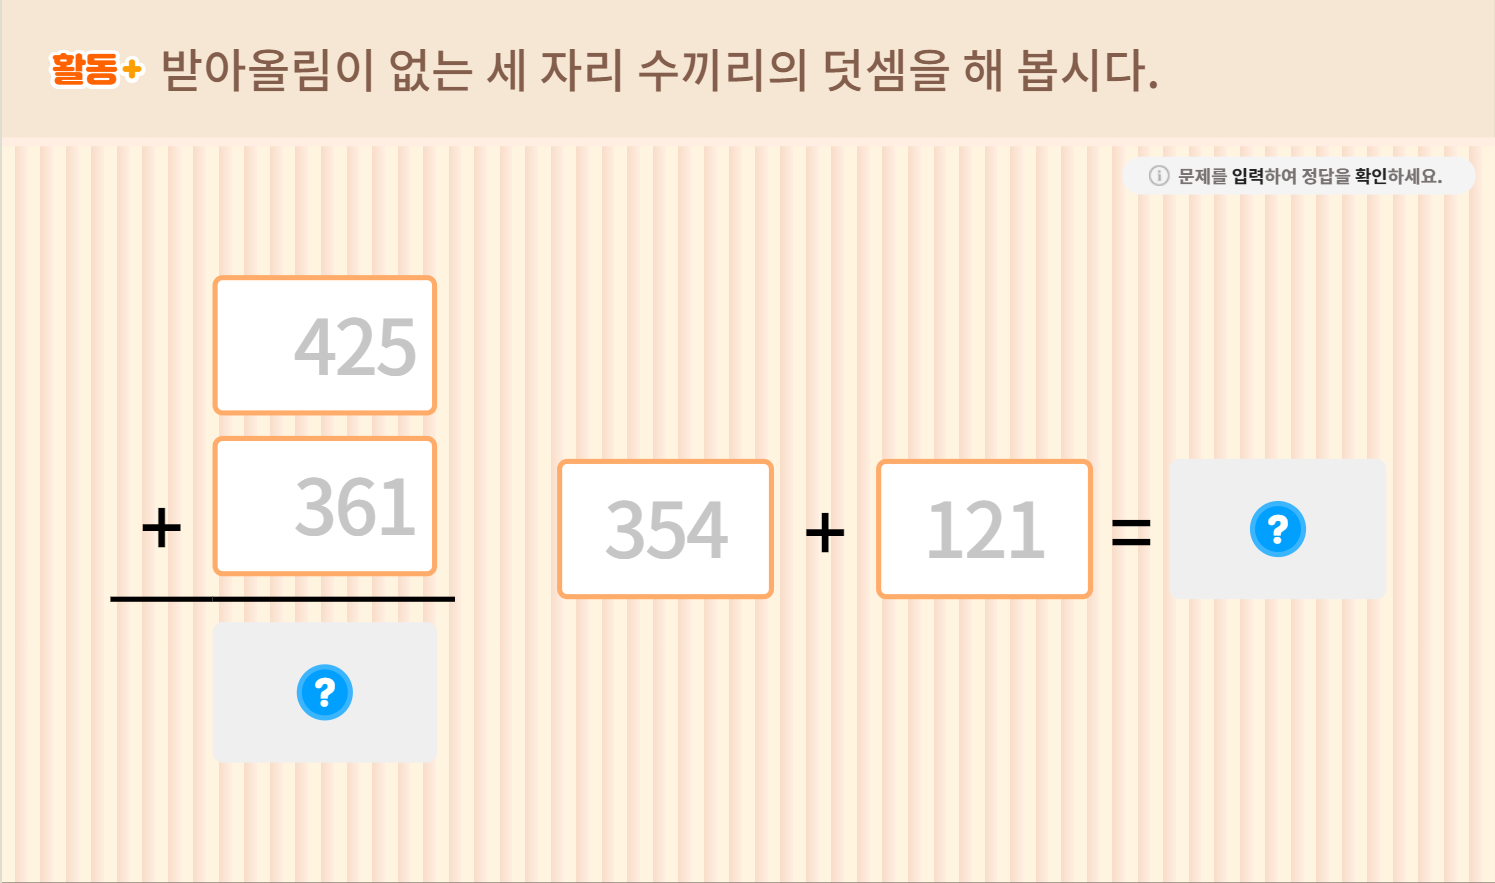 활동+ 받아올림이 없는 세 자리 수끼리의 덧셈을 해 봅시다.
문제를 입력하여 정답을 확인하세요.
425
+ 361
?
354 + 121 = ?